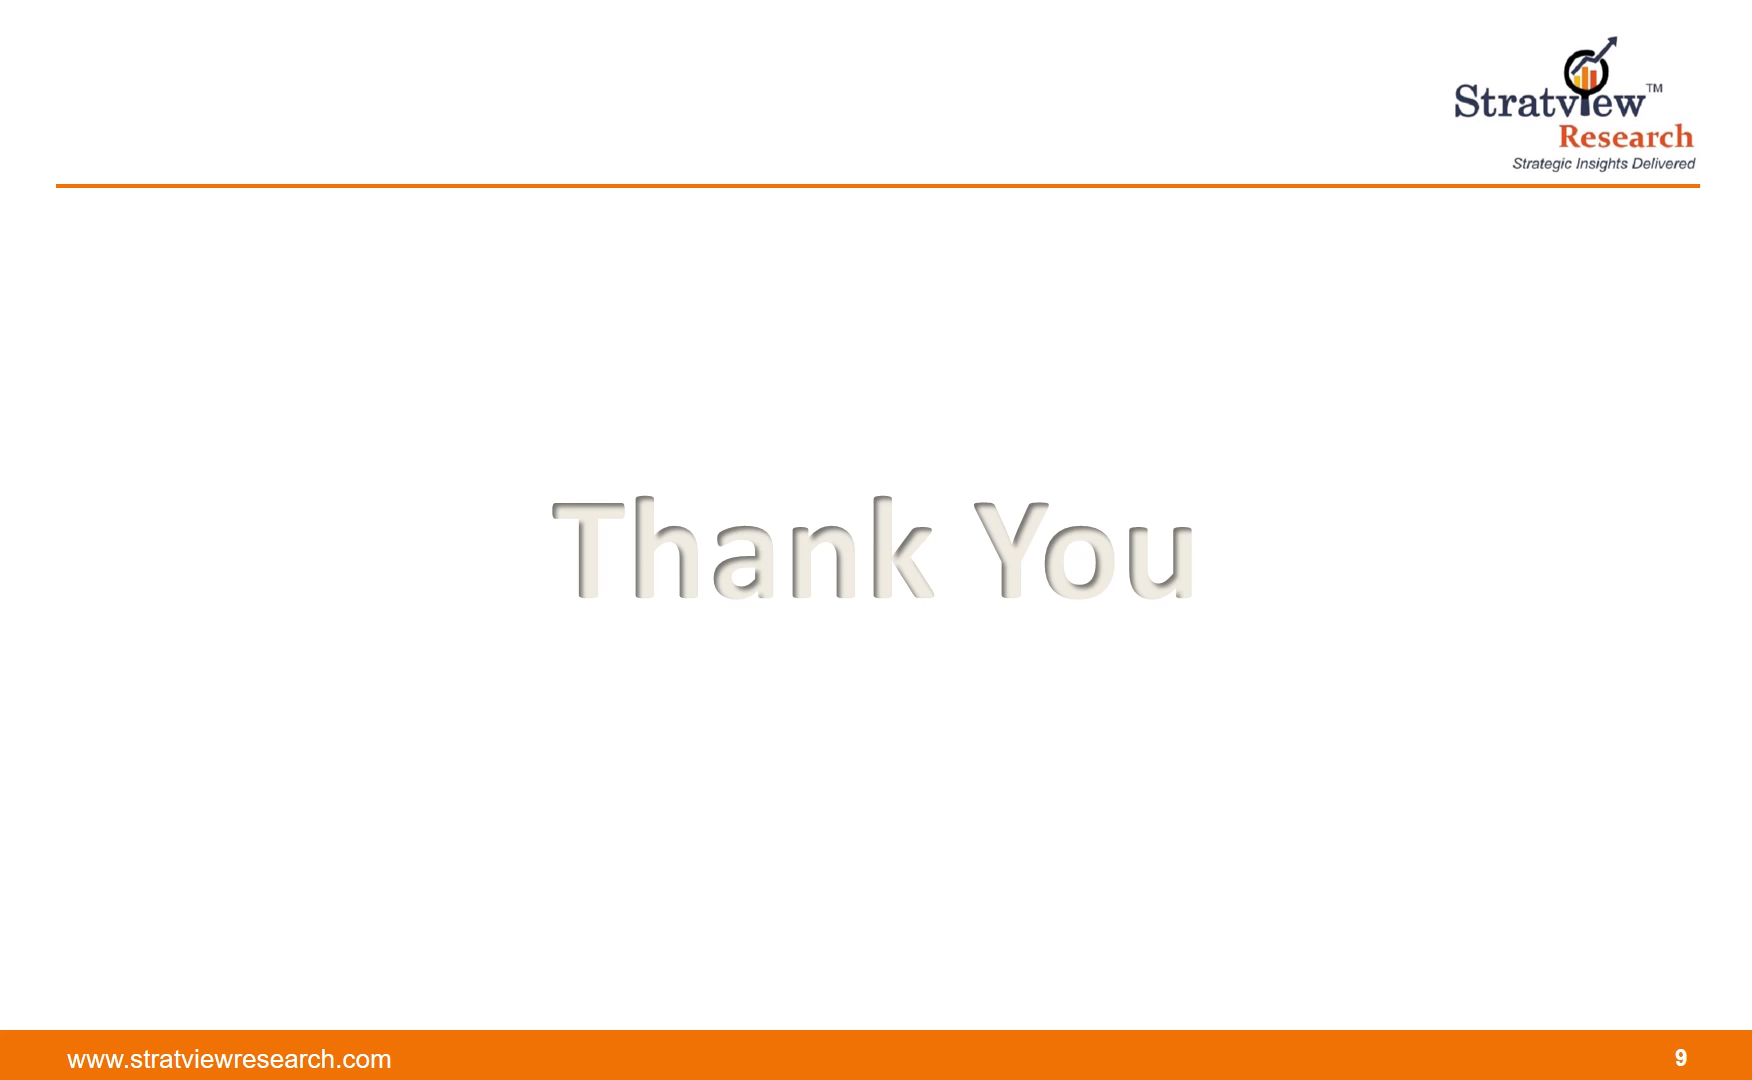 Stratview™
Research
Strategic Insights Delivered
Thank You
www.stratviewresearch.com
9